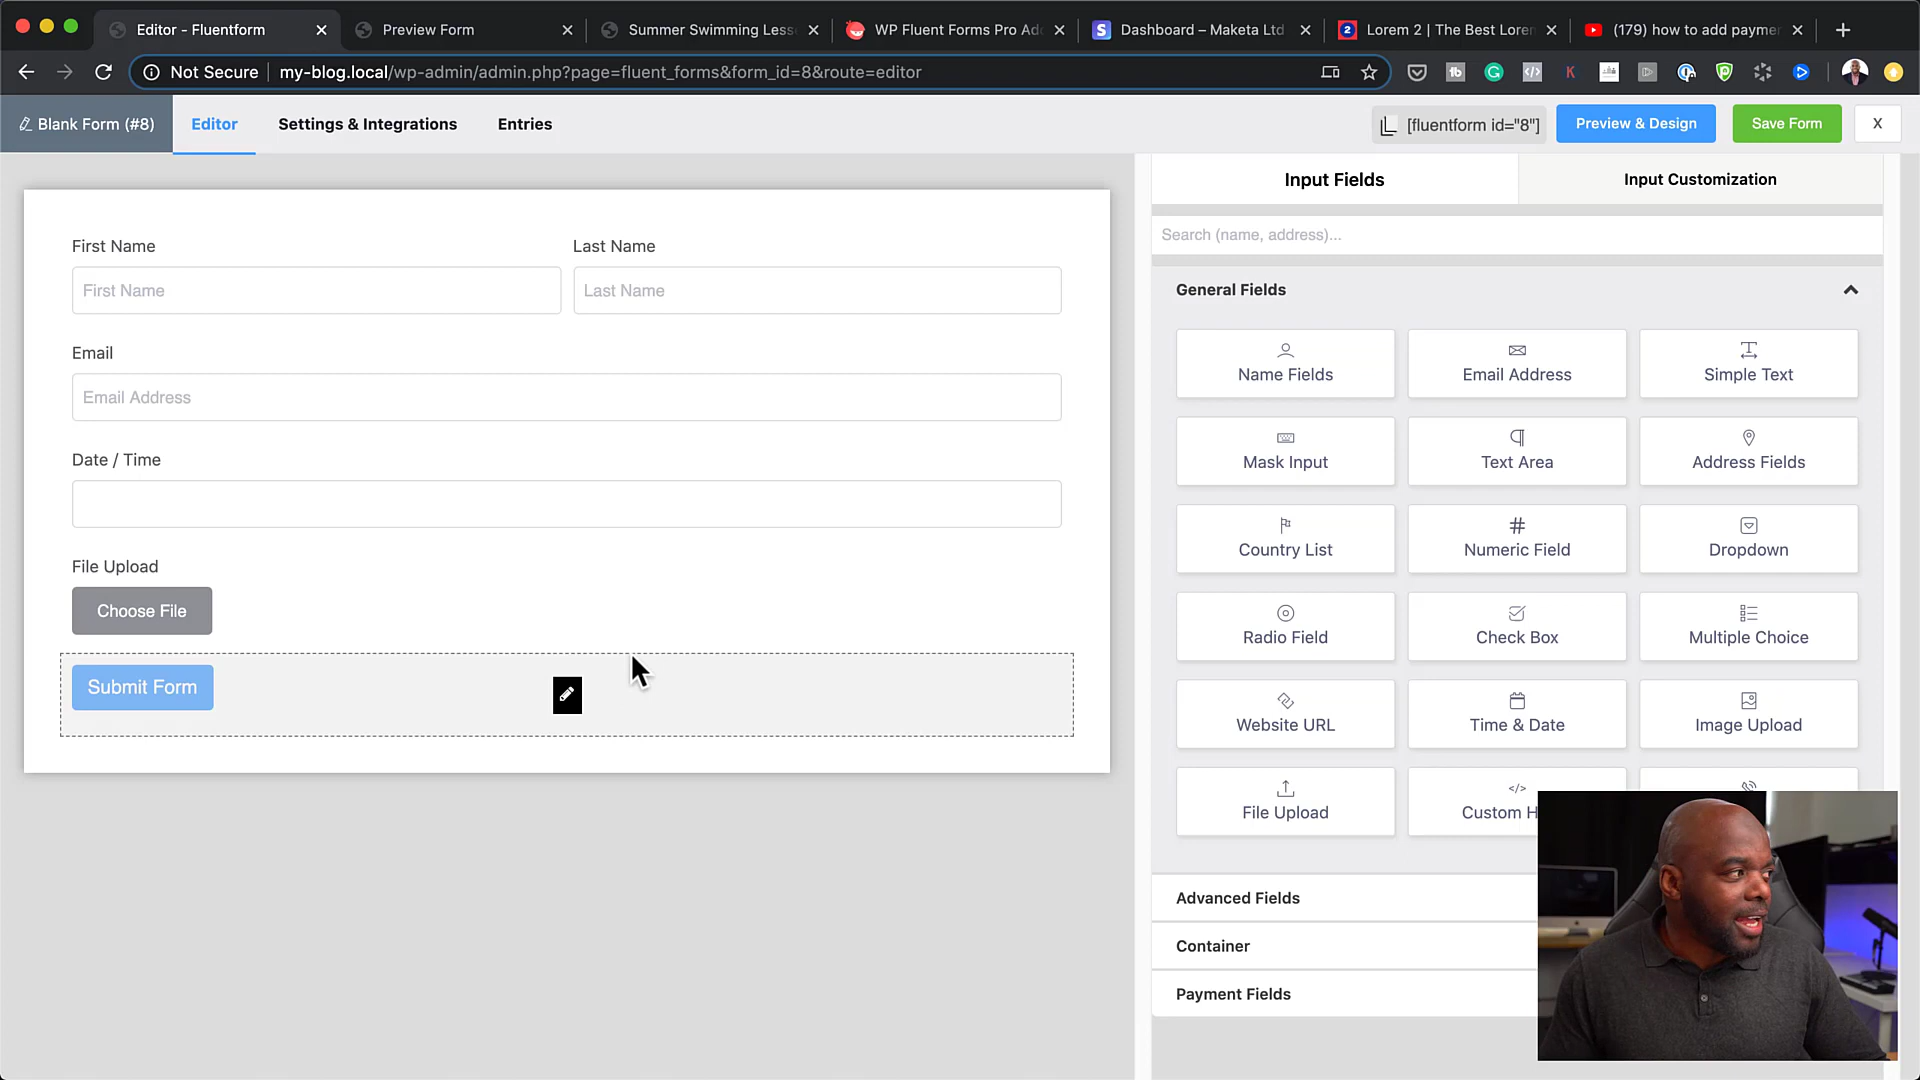 Editor - Fluentform
Preview Form
Summer Swimming Less
WP Fluent Forms Pro Add
Dashboard – Maketa Ltd
Lorem 2 | The Best Loren
(179) how to add paymen
Not Secure
my-blog.local/wp-admin/admin.php?page=fluent_forms&form_id=8&route=editor
Blank Form (#8)
Editor
Settings & Integrations
Entries
[fluentform id="8"]
Preview & Design
Save Form
X
First Name
Last Name
First Name
Last Name
Email
Email Address
Date / Time
File Upload
Choose File
Submit Form
Input Fields
Input Customization
Search (name, address)...
General Fields
Name Fields
Email Address
Simple Text
Mask Input
Text Area
Address Fields
Country List
Numeric Field
Dropdown
Radio Field
Check Box
Multiple Choice
Website URL
Time & Date
Image Upload
File Upload
Custom H
Advanced Fields
Container
Payment Fields